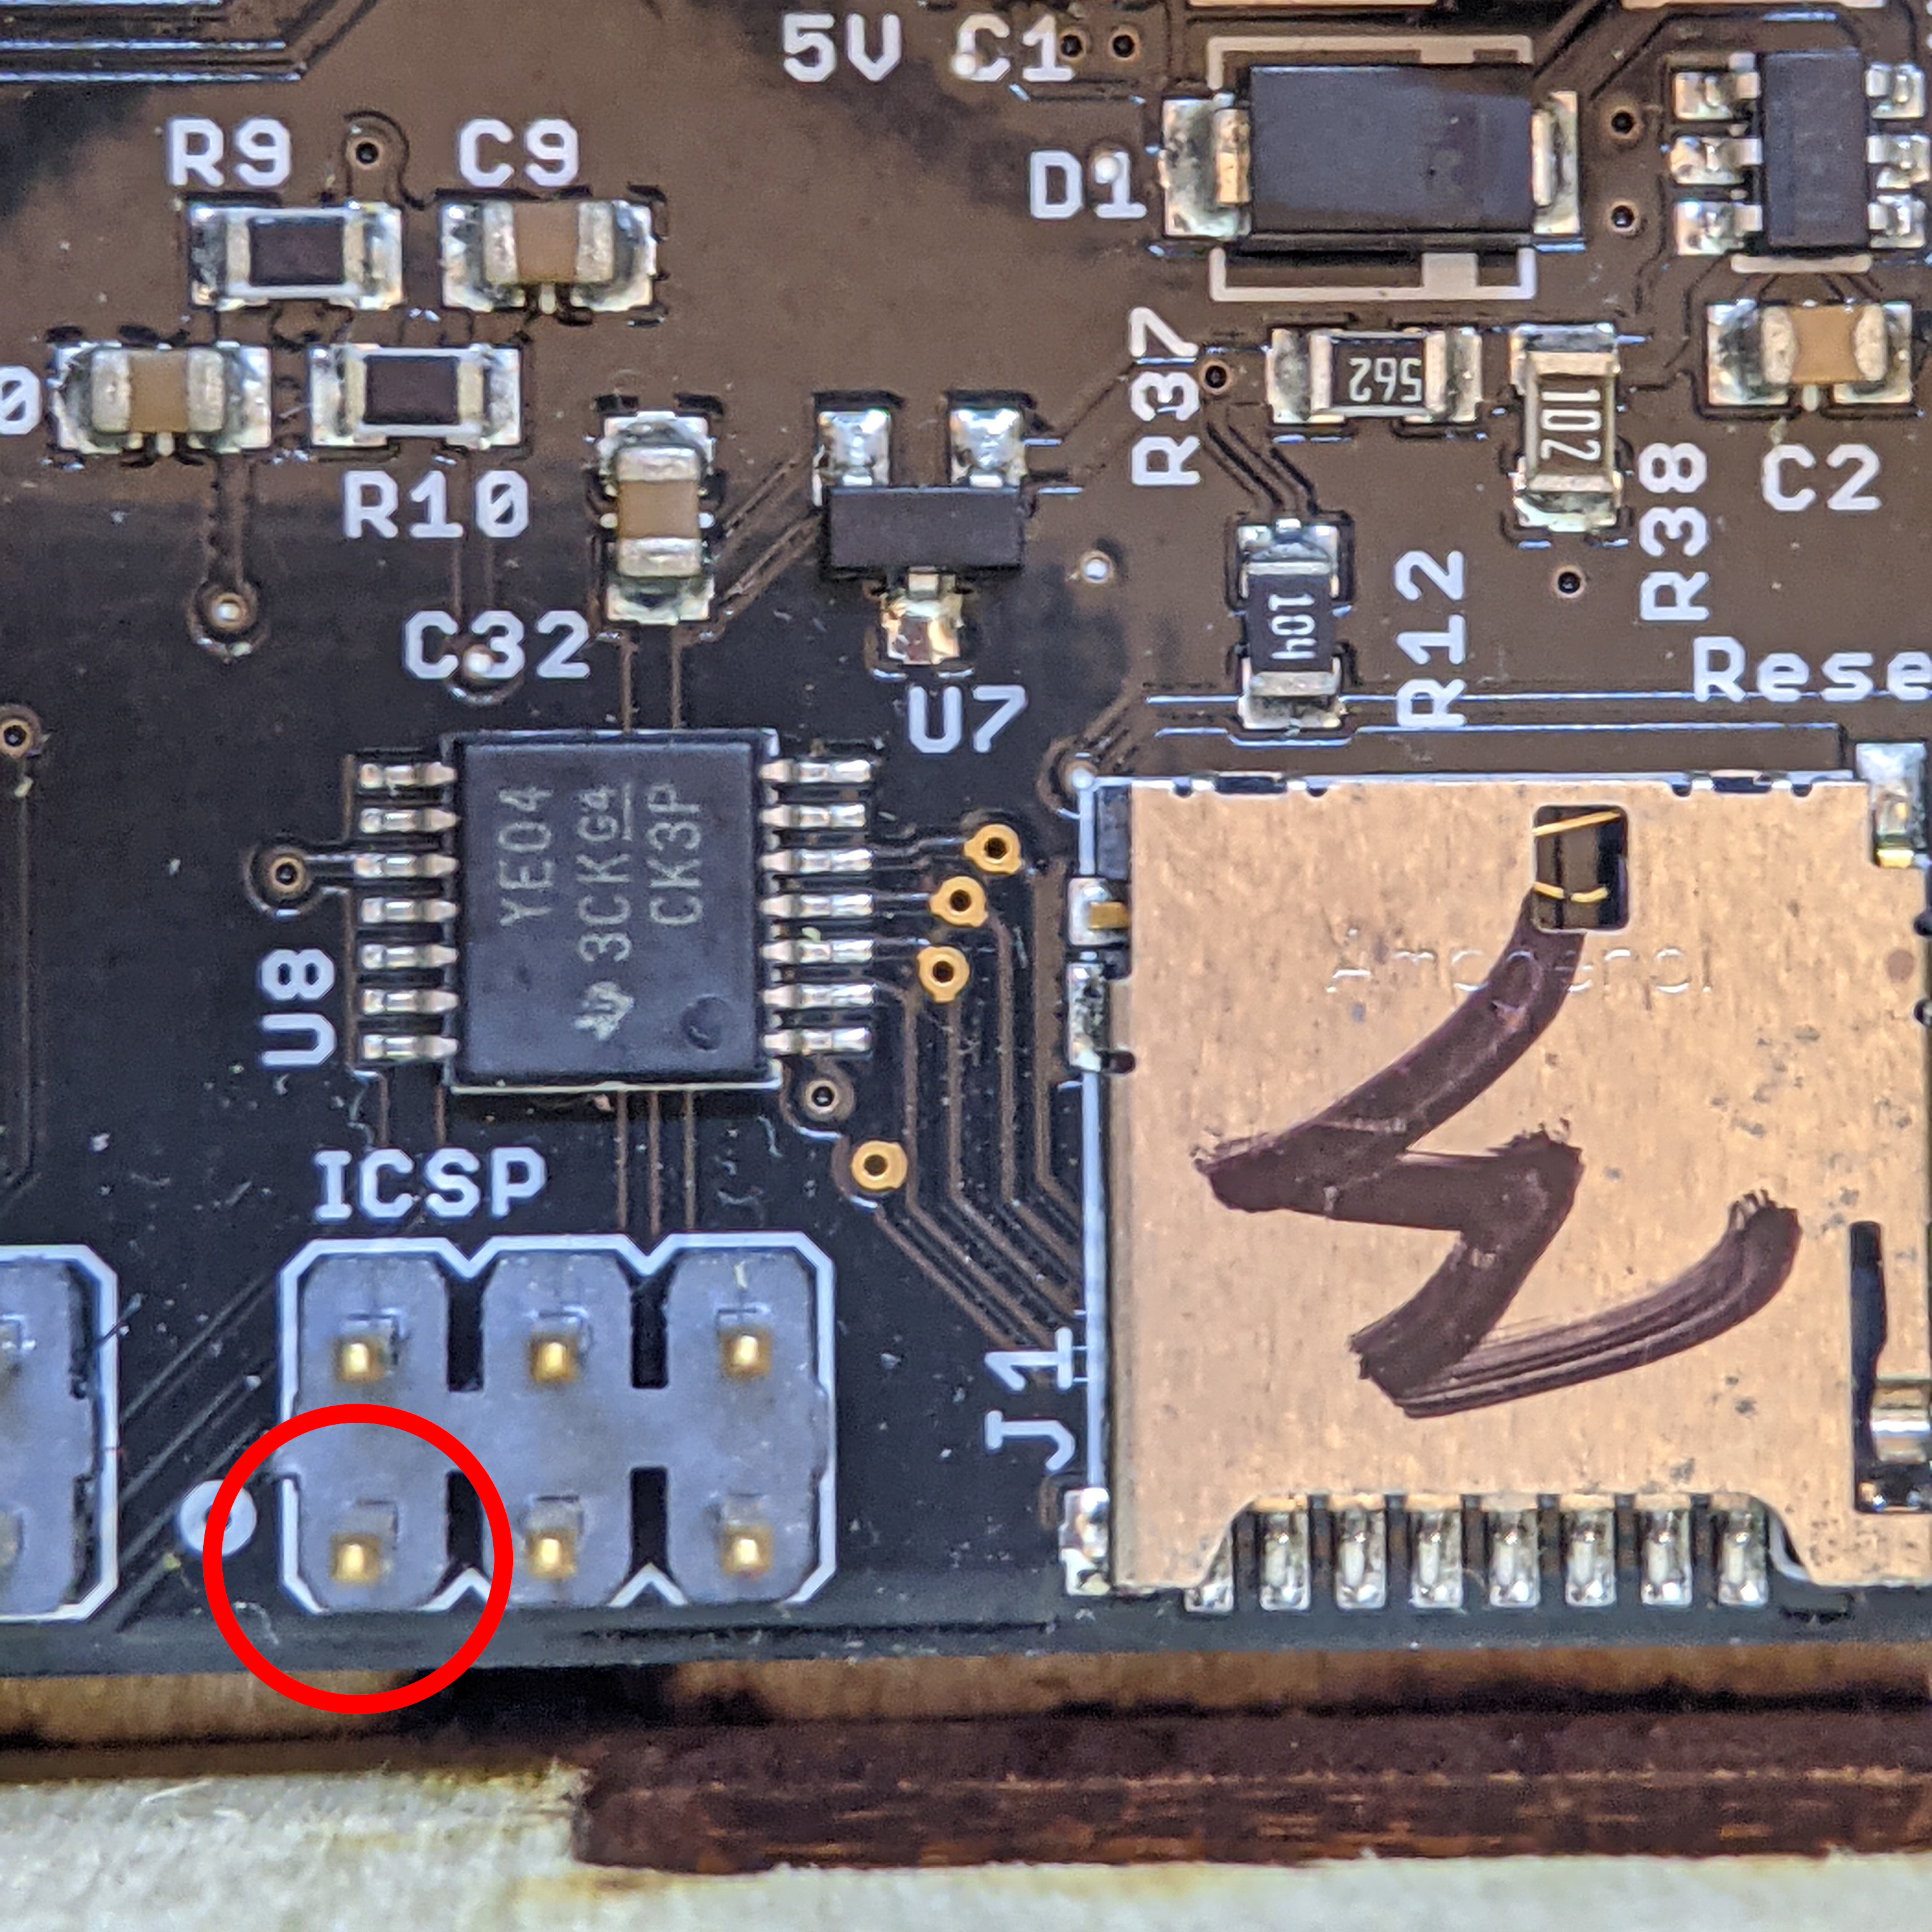 5V C1
R9
C9
D1
R37
562
102
R10
R38
C2
C32
104
R12
U7
Rese
YE04
3CKG4
CK3P
U8
Amphenol
ICSP
J1